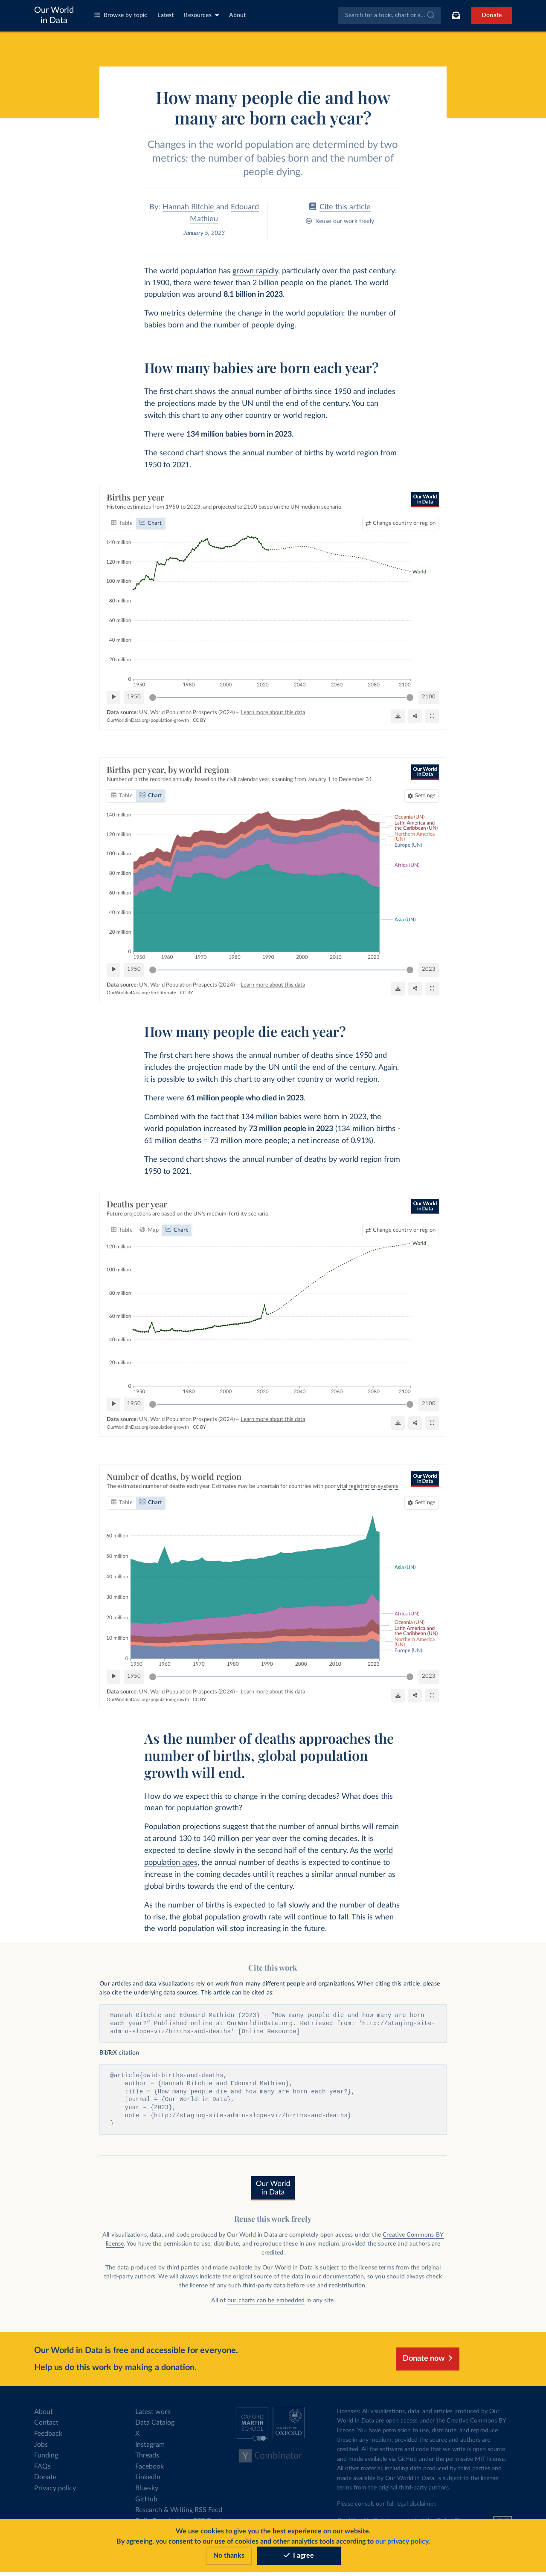 Our World
in Data
Browse by topic
Latest
Resources
About
Search for a topic, chart or a...
Donate
How many people die and how
many are born each year?
Changes in the world population are determined by two
metrics: the number of babies born and the number of
people dying.
By: Hannah Ritchie and Edouard
Mathieu
January 5, 2023
Cite this article
Reuse our work freely
The world population has grown rapidly, particularly over the past century:
in 1900, there were fewer than 2 billion people on the planet. The world
population was around 8.1 billion in 2023.
Two metrics determine the change in the world population: the number of
babies born and the number of people dying.
How many babies are born each year?
The first chart shows the annual number of births since 1950 and includes
the projections made by the UN until the end of the century. You can
switch this chart to any other country or world region.
There were 134 million babies born in 2023.
The second chart shows the annual number of births by world region from
1950 to 2021.
Births per year
Historic estimates from 1950 to 2023, and projected to 2100 based on the UN medium scenario.
Our World
in Data
Table
Chart
Change country or region
140 million
120 million
100 million
80 million
60 million
40 million
20 million
0
World
1950
1980
2000
2020
2040
2060
2080
2100
1950
2100
Data source: UN, World Population Prospects (2024) – Learn more about this data
OurWorldinData.org/population-growth | CC BY
Births per year, by world region
Number of births recorded annually, based on the civil calendar year, spanning from January 1 to December 31.
Our World
in Data
Table
Chart
Settings
140 million
120 million
100 million
80 million
60 million
40 million
20 million
0
Oceania (UN)
Latin America and
the Caribbean (UN)
Northern America
(UN)
Europe (UN)
Africa (UN)
Asia (UN)
1950
1960
1970
1980
1990
2000
2010
2023
1950
2023
Data source: UN, World Population Prospects (2024) – Learn more about this data
OurWorldinData.org/fertility-rate | CC BY
How many people die each year?
The first chart here shows the annual number of deaths since 1950 and
includes the projection made by the UN until the end of the century. Again,
it is possible to switch this chart to any other country or world region.
There were 61 million people who died in 2023.
Combined with the fact that 134 million babies were born in 2023, the
world population increased by 73 million people in 2023 (134 million births -
61 million deaths = 73 million more people; a net increase of 0.91%).
The second chart shows the annual number of deaths by world region from
1950 to 2021.
Deaths per year
Future projections are based on the UN's medium-fertility scenario.
Our World
in Data
Table
Map
Chart
Change country or region
120 million
100 million
80 million
60 million
40 million
20 million
0
World
1950
1980
2000
2020
2040
2060
2080
2100
1950
2100
Data source: UN, World Population Prospects (2024) – Learn more about this data
OurWorldinData.org/population-growth | CC BY
Number of deaths, by world region
The estimated number of deaths each year. Estimates may be uncertain for countries with poor vital registration systems.
Our World
in Data
Table
Chart
Settings
60 million
50 million
40 million
30 million
20 million
10 million
0
Asia (UN)
Africa (UN)
Oceania (UN)
Latin America and
the Caribbean (UN)
Northern America
(UN)
Europe (UN)
1950
1960
1970
1980
1990
2000
2010
2023
1950
2023
Data source: UN, World Population Prospects (2024) – Learn more about this data
OurWorldinData.org/population-growth | CC BY
As the number of deaths approaches the
number of births, global population
growth will end.
How do we expect this to change in the coming decades? What does this
mean for population growth?
Population projections suggest that the number of annual births will remain
at around 130 to 140 million per year over the coming decades. It is
expected to decline slowly in the second half of the century. As the world
population ages, the annual number of deaths is expected to continue to
increase in the coming decades until it reaches a similar annual number as
global births towards the end of the century.
As the number of births is expected to fall slowly and the number of deaths
to rise, the global population growth rate will continue to fall. This is when
the world population will stop increasing in the future.
Cite this work
Our articles and data visualizations rely on work from many different people and organizations. When citing this article, please
also cite the underlying data sources. This article can be cited as:
Hannah Ritchie and Edouard Mathieu (2023) – "How many people die and how many are born
each year?" Published online at OurWorldinData.org. Retrieved from: 'http://staging-site-
admin-slope-viz/births-and-deaths' [Online Resource]
BibTeX citation
@article{owid-births-and-deaths,
author = {Hannah Ritchie and Edouard Mathieu},
title = {How many people die and how many are born each year?},
journal = {Our World in Data},
year = {2023},
note = {http://staging-site-admin-slope-viz/births-and-deaths}
}
Our World
in Data
Reuse this work freely
All visualizations, data, and code produced by Our World in Data are completely open access under the Creative Commons BY
license. You have the permission to use, distribute, and reproduce these in any medium, provided the source and authors are
credited.
The data produced by third parties and made available by Our World in Data is subject to the license terms from the original
third-party authors. We will always indicate the original source of the data in our documentation, so you should always check
the license of any such third-party data before use and redistribution.
All of our charts can be embedded in any site.
Our World in Data is free and accessible for everyone.
Help us do this work by making a donation.
Donate now
About
Contact
Feedback
Jobs
Funding
FAQs
Donate
Privacy policy
Latest work
Data Catalog
X
Instagram
Threads
Facebook
LinkedIn
Bluesky
GitHub
Research & Writing RSS Feed
OXFORD
MARTIN
SCHOOL
UNIVERSITY OF
OXFORD
Y Combinator
Licenses: All visualizations, data, and articles produced by Our
World in Data are open access under the Creative Commons BY
license. You have permission to use, distribute, and reproduce
these in any medium, provided the source and authors are
credited. All the software and code that we write is open source
and made available via GitHub under the permissive MIT license.
All other material, including data produced by third parties and
made available by Our World in Data, is subject to the license
terms from the original third-party authors.
Please consult our full legal disclaimer.
We use cookies to give you the best experience on our website.
By agreeing, you consent to our use of cookies and other analytics tools according to our privacy policy.
No thanks
I agree